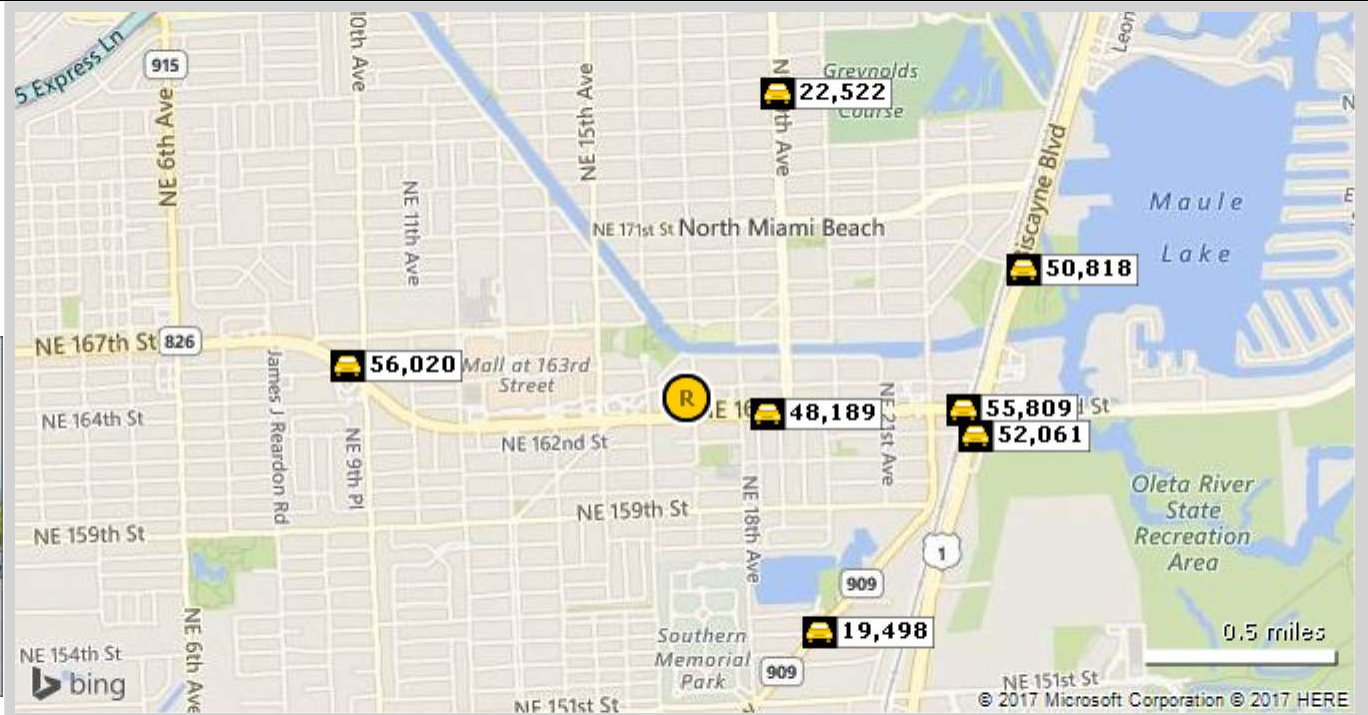 5 Express Ln
915
NE 6th Ave
10th Ave
NE 11th Ave
NE 15th Ave
22,522
Greynolds
Course
Leon
Biscayne Blvd
Maule
Lake
NE 171st St
North Miami Beach
50,818
NE 167th St
826
56,020
Mall at 163rd
Street
R
NE 16
48,189
55,809
d St
52,061
NE 164th St
James J Reardon Rd
NE 9th Pl
NE 162nd St
NE 21st Ave
NE 159th St
NE 159th St
NE 18th Ave
Oleta River
State
Recreation
Area
1
909
19,498
NE 6th Ave
Southern
Memorial
Park
909
0.5 miles
NE 154th St
bing
NE 151st St
NE 151st St
© 2017 Microsoft Corporation © 2017 HERE